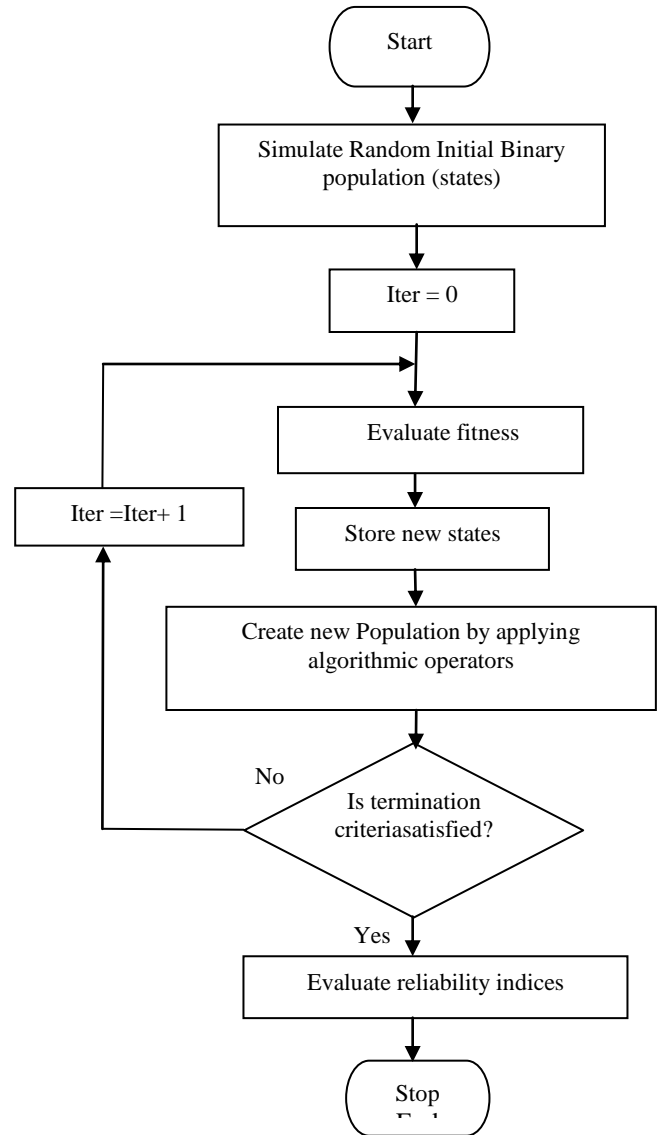 Start
Simulate Random Initial Binary
population (states)
Iter = 0
Evaluate fitness
Iter =Iter+ 1
Store new states
Create new Population by applying
algorithmic operators
No
Is termination
criteriasatisfied?
Yes
Evaluate reliability indices
Stop